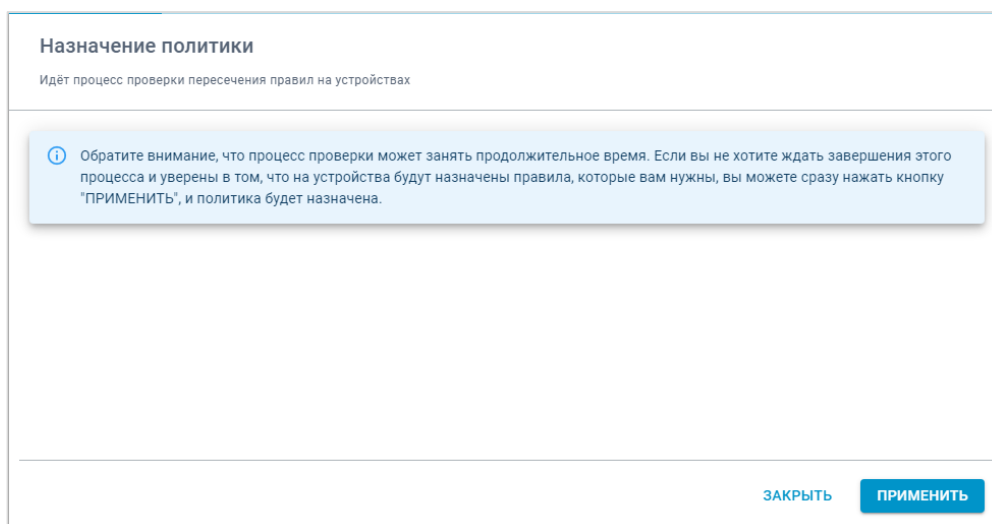 Назначение политики
Идёт процесс проверки пересечения правил на устройствах
Обратите внимание, что процесс проверки может занять продолжительное время. Если вы не хотите ждать завершения этого
процесса и уверены в том, что на устройства будут назначены правила, которые вам нужны, вы можете сразу нажать кнопку
"ПРИМЕНИТЬ", и политика будет назначена.
ЗАКРЫТЬ ПРИМЕНИТЬ